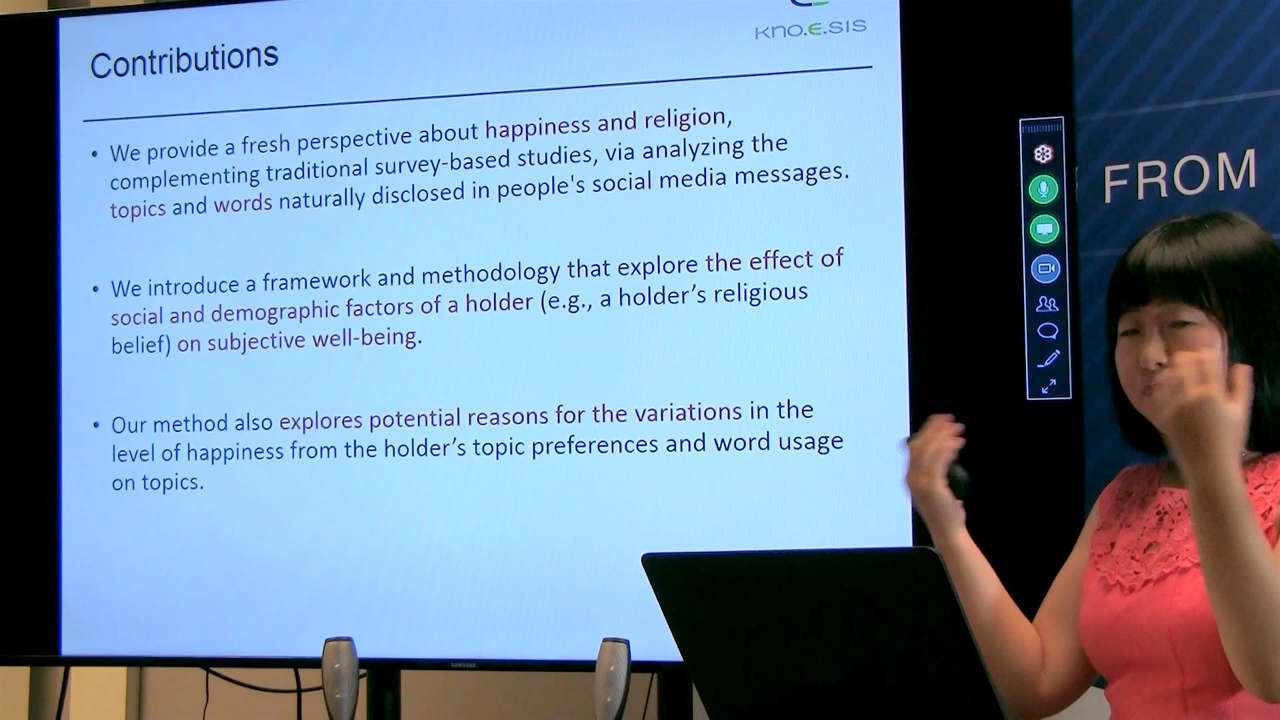 Contributions
KNO.E.SIS
• We provide a fresh perspective about happiness and religion,
complementing traditional survey-based studies, via analyzing the
topics and words naturally disclosed in people's social media messages.
• We introduce a framework and methodology that explore the effect of
social and demographic factors of a holder (e.g., a holder’s religious
belief) on subjective well-being.
• Our method also explores potential reasons for the variations in the
level of happiness from the holder’s topic preferences and word usage
on topics.
FROM
SAMSUNG